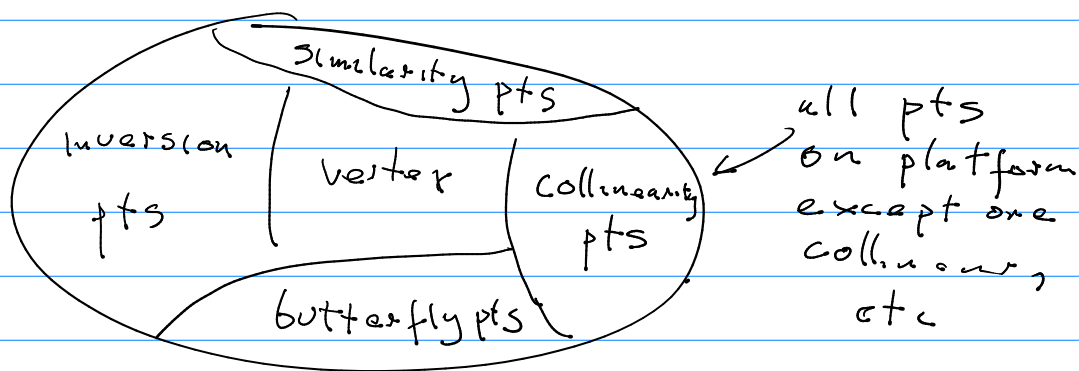 similarity pts
inversion
pts
vertex
collinearity
pts
butterfly pts
all pts
on platform
except one
collinear,
etc